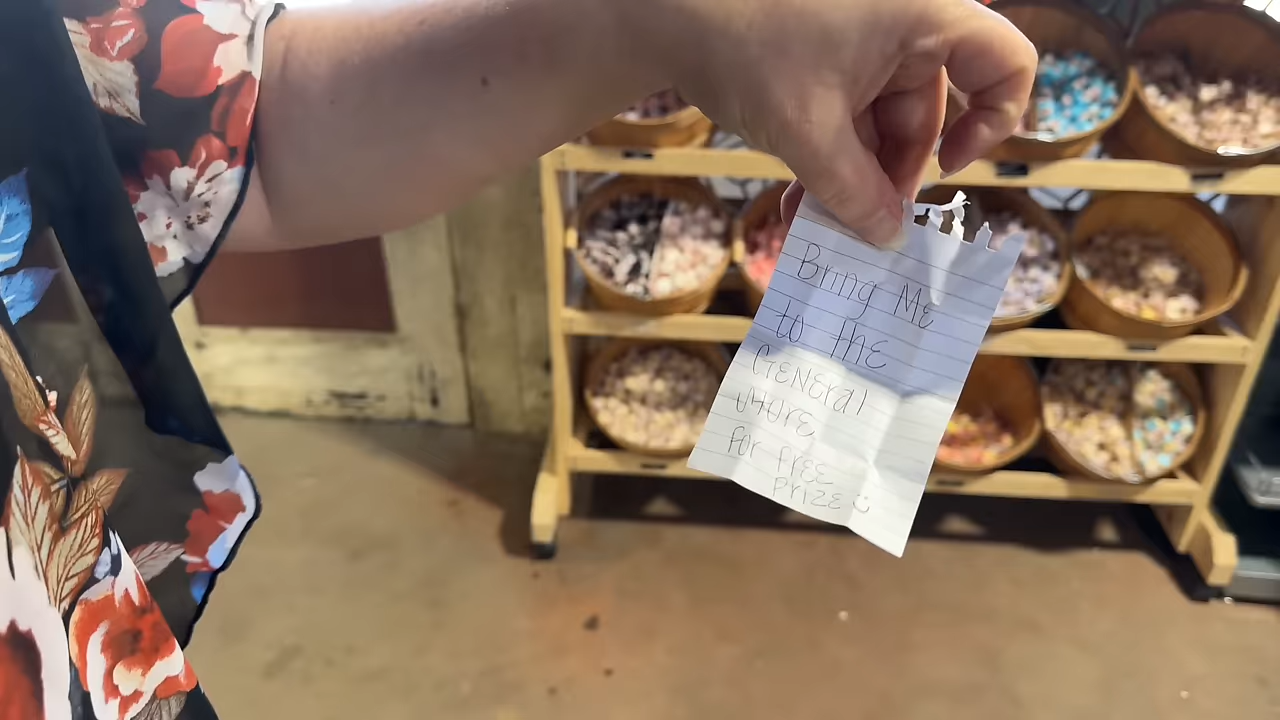 Bring Me
to the
General
Store
for free
prize :)